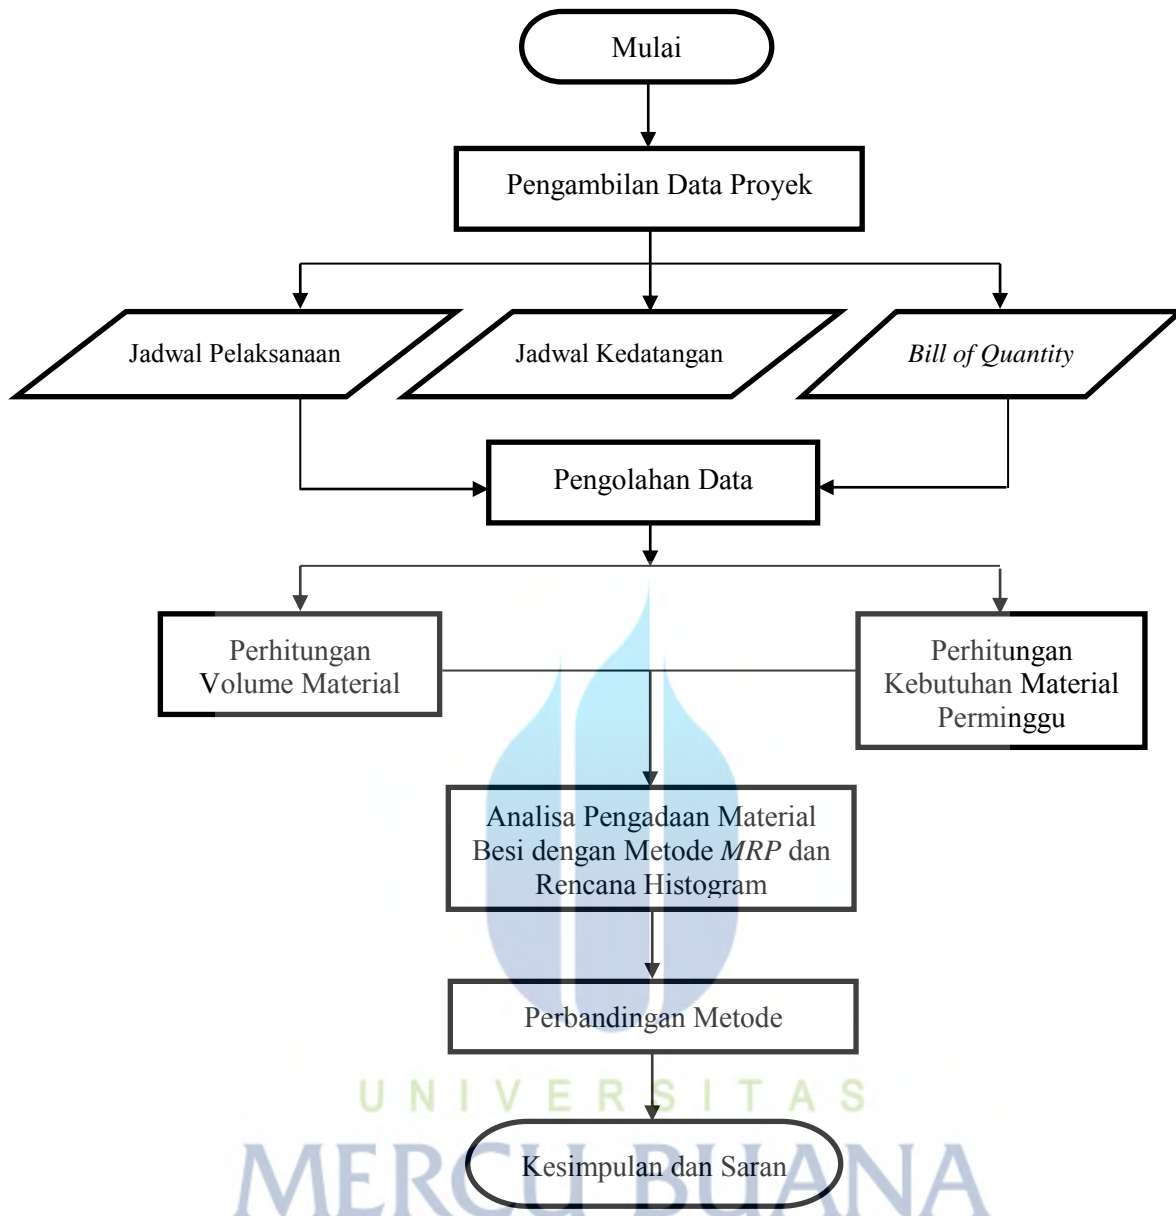 Mulai
Pengambilan Data Proyek
Jadwal Pelaksanaan
Jadwal Kedatangan
Bill of Quantity
Pengolahan Data
Perhitungan
Volume Material
Perhitungan
Kebutuhan Material
Perminggu
Analisa Pengadaan Material
Besi dengan Metode MRP dan
Rencana Histogram
Perbandingan Metode
UNIVERSITAS
Kesimpulan dan Saran
MERCU BUANA